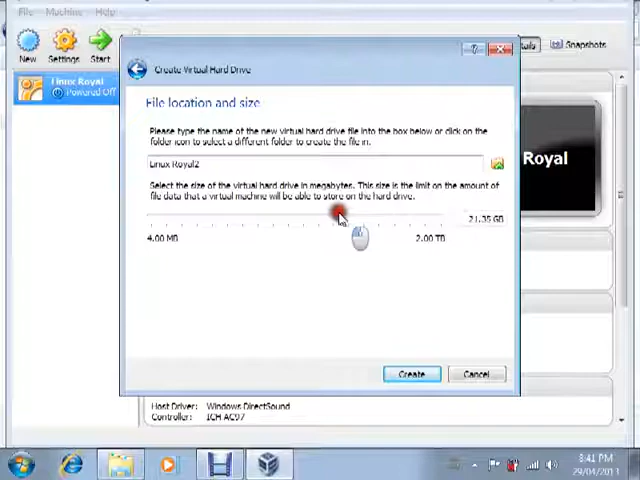 File Machine Help
New Settings Start
tails Snapshots
Linux Royal
Powered Off
Create Virtual Hard Drive
File location and size
Please type the name of the new virtual hard drive file into the box below or click on the
folder icon to select a different folder to create the file in.
Linux Royal2
Select the size of the virtual hard drive in megabytes. This size is the limit on the amount of
file data that a virtual machine will be able to store on the hard drive.
21.35 GB
4.00 MB 2.00 TB
Royal
Create Cancel
Host Driver: Windows DirectSound
Controller: ICH AC97
8:41 PM
29/04/2013